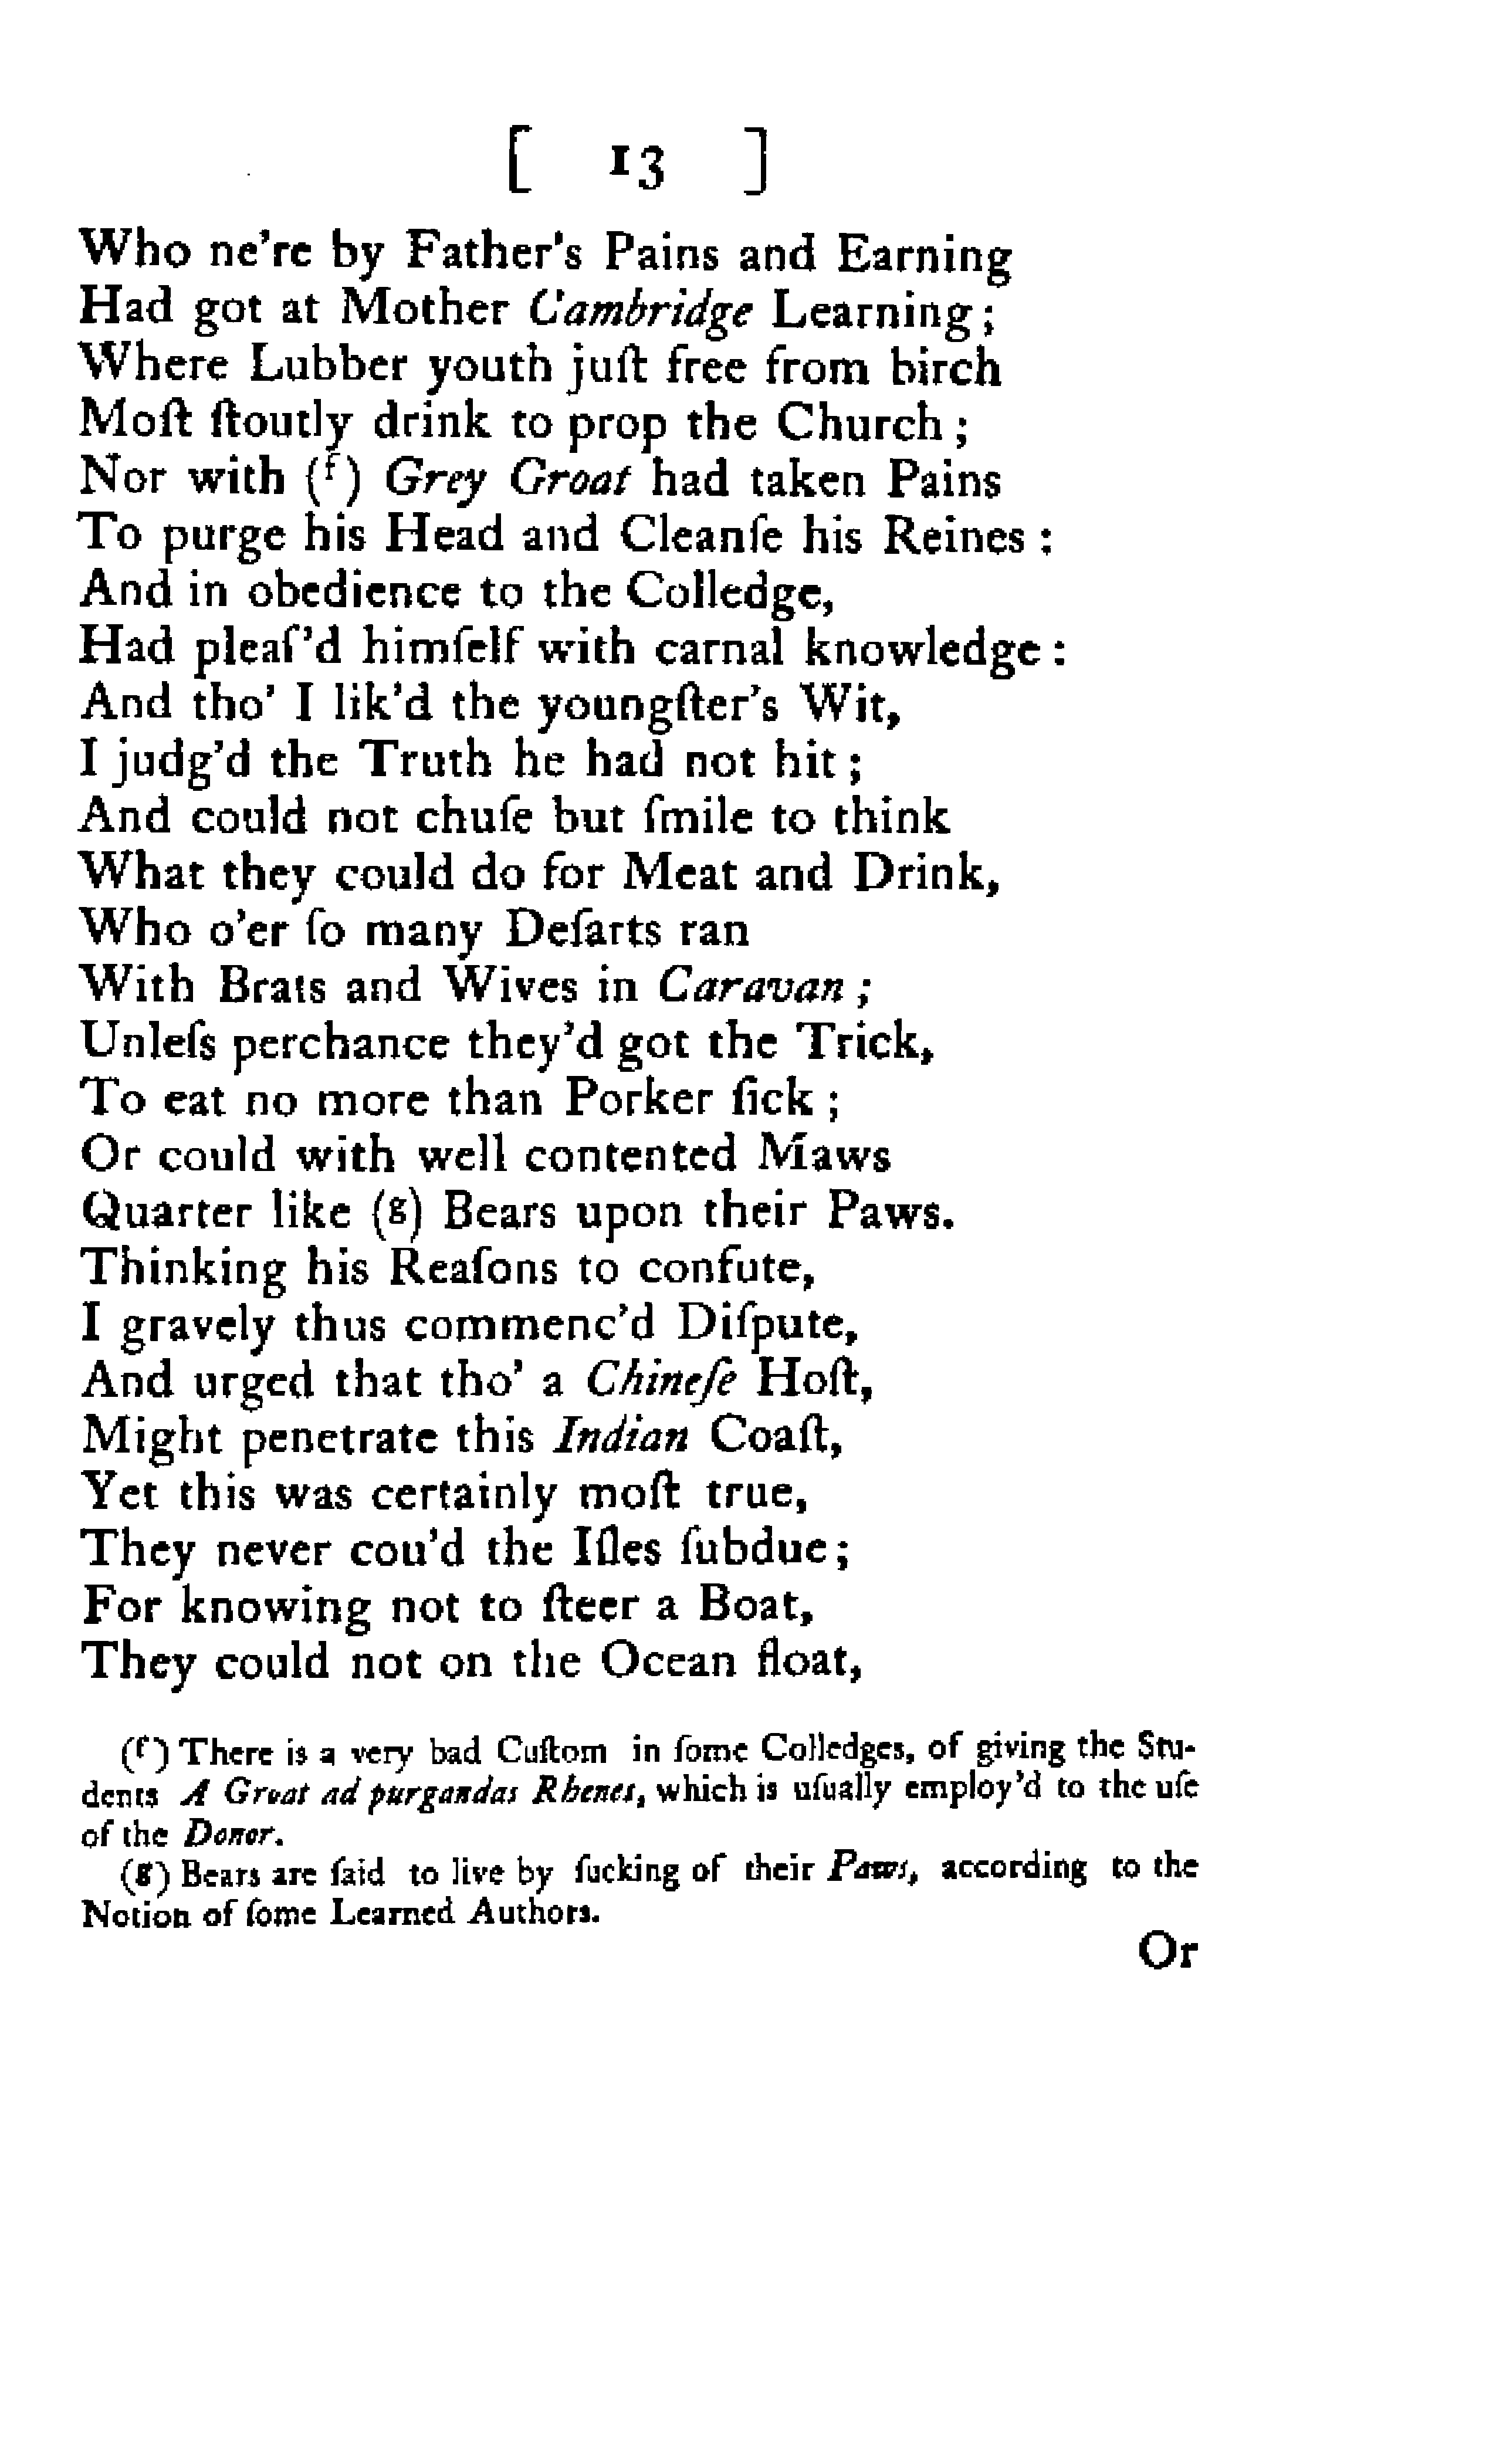 [ 13 ]
Who ne're by Father's Pains and Earning
Had got at Mother Cambridge Learning;
Where Lubber youth juſt free from birch
Moſt ſtoutly drink to prop the Church;
Nor with (f) Grey Groat had taken Pains
To purge his Head and Cleanſe his Reines:
And in obedience to the Colledge,
Had pleaſ'd himſelf with carnal knowledge:
And tho' I lik'd the youngſter's Wit,
I judg'd the Truth he had not hit;
And could not chuſe but ſmile to think
What they could do for Meat and Drink,
Who o'er ſo many Deſarts ran
With Brats and Wives in Caravan;
Unleſs perchance they'd got the Trick,
To eat no more than Porker ſick;
Or could with well contented Maws
Quarter like (g) Bears upon their Paws.
Thinking his Reaſons to confute,
I gravely thus commenc'd Diſpute,
And urged that tho' a Chineſe Hoſt,
Might penetrate this Indian Coaſt,
Yet this was certainly moſt true,
They never cou'd the Iſles ſubdue;
For knowing not to ſteer a Boat,
They could not on the Ocean float,
(f) There is a very bad Cuſtom in ſome Colledges, of giving the Stu-
dents A Groat ad purgandas Rhenes, which is uſually employ'd to the uſe
of the Donor.
(g) Bears are ſaid to live by ſucking of their Paws, according to the
Notion of ſome Learned Authors.
Or